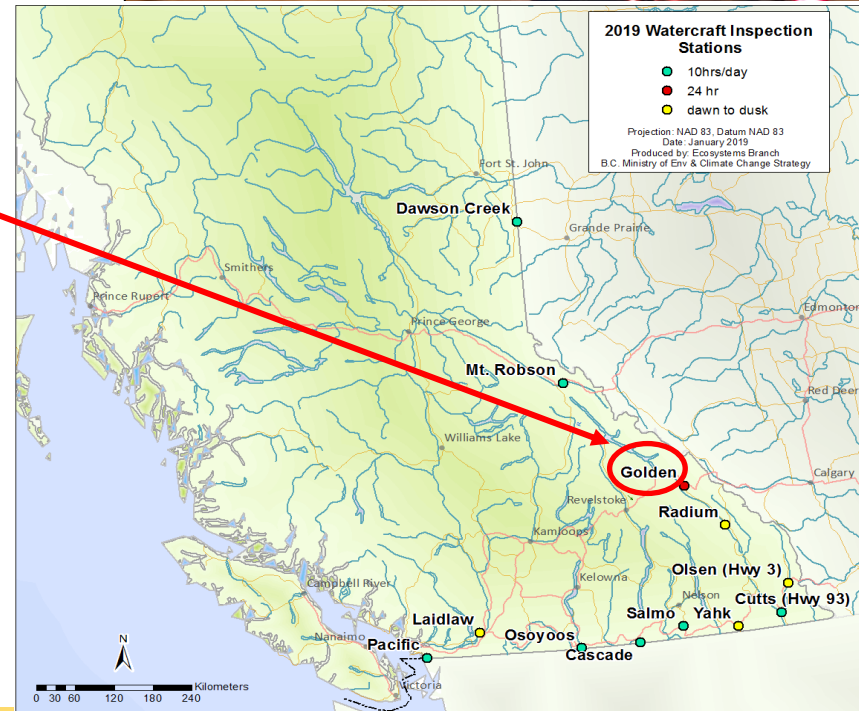 2019 Watercraft Inspection
Stations
10hrs/day
24 hr
dawn to dusk
Projection: NAD 83, Datum NAD 83
Date: January 2019
Produced by: Ecosystems Branch
B.C. Ministry of Env & Climate Change Strategy
Fort St. John
Dawson Creek
Grande Praine
Smithers
Prince Rupert
Prince George
Edmonton
Mt. Robson
Red Deer
Williams Lake
Golden
Calgary
Revelstoke
Radium
Kamloops
Olsen (Hwy 3)
Kelowna
Campbell River
Nelson
Cutts (Hwy 93)
Salmo
Yahk
Laidlaw
Osoyoos
Nanaimo
Pacific
Cascade
N
Victoria
Kilometers
0 30 60 120 180 240